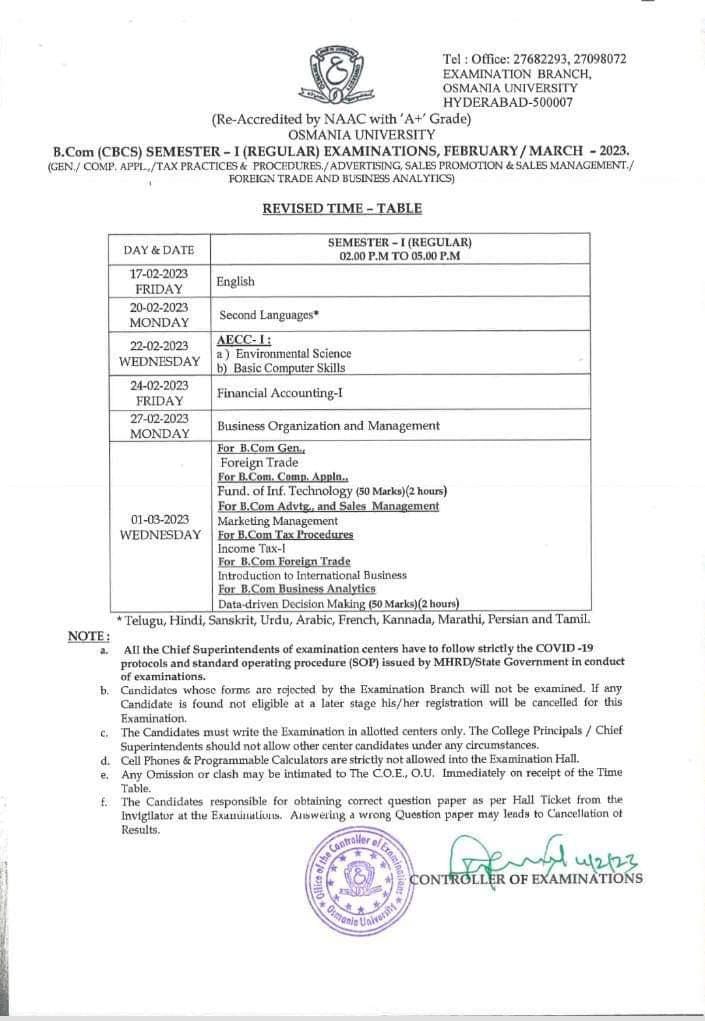 Tel : Office: 27682293, 27098072
EXAMINATION BRANCH,
OSMANIA UNIVERSITY
HYDERABAD-500007
(Re-Accredited by NAAC with 'A+' Grade)
OSMANIA UNIVERSITY
B.Com (CBCS) SEMESTER – I (REGULAR) EXAMINATIONS, FEBRUARY / MARCH – 2023.
(GEN./ COMP. APPL.,/TAX PRACTICES & PROCEDURES./ADVERTISING, SALES PROMOTION & SALES MANAGEMENT./
FOREIGN TRADE AND BUSINESS ANALYTICS)
REVISED TIME – TABLE
DAY & DATE
SEMESTER – I (REGULAR)
02.00 P.M TO 05.00 P.M
17-02-2023
FRIDAY
English
20-02-2023
MONDAY
Second Languages*
22-02-2023
WEDNESDAY
AECC- I :
a ) Environmental Science
b) Basic Computer Skills
24-02-2023
FRIDAY
Financial Accounting-I
27-02-2023
MONDAY
Business Organization and Management
01-03-2023
WEDNESDAY
For B.Com Gen.,
Foreign Trade
For B.Com. Comp. Appln.,
Fund. of Inf. Technology (50 Marks)(2 hours)
For B.Com Advtg., and Sales Management
Marketing Management
For B.Com Tax Procedures
Income Tax-I
For B.Com Foreign Trade
Introduction to International Business
For B.Com Business Analytics
Data-driven Decision Making (50 Marks)(2 hours)
* Telugu, Hindi, Sanskrit, Urdu, Arabic, French, Kannada, Marathi, Persian and Tamil.
NOTE :
a. All the Chief Superintendents of examination centers have to follow strictly the COVID -19
protocols and standard operating procedure (SOP) issued by MHRD/State Government in conduct
of examinations.
b. Candidates whose forms are rejected by the Examination Branch will not be examined. If any
Candidate is found not eligible at a later stage his/her registration will be cancelled for this
Examination.
c. The Candidates must write the Examination in allotted centers only. The College Principals / Chief
Superintendents should not allow other center candidates under any circumstances.
d. Cell Phones & Programmable Calculators are strictly not allowed into the Examination Hall.
e. Any Omission or clash may be intimated to The C.O.E., O.U. Immediately on receipt of the Time
Table.
f. The Candidates responsible for obtaining correct question paper as per Hall Ticket from the
Invigilator at the Examinations. Answering a wrong Question paper may leads to Cancellation of
Results.
Office of the Controller of Examinations
Osmania University
4/2/23
CONTROLLER OF EXAMINATIONS